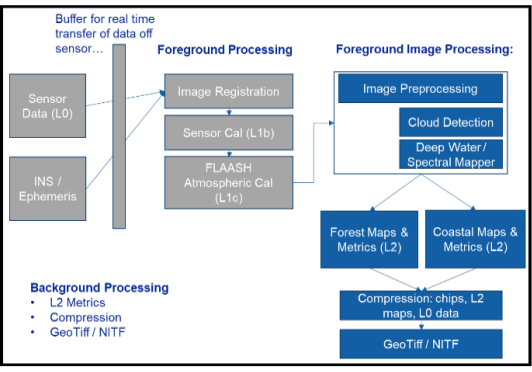 Buffer for real time
transfer of data off
sensor…
Foreground Processing
Foreground Image Processing:
Sensor
Data (L0)
INS /
Ephemeris
Image Registration
Sensor Cal (L1b)
FLAASH
Atmospheric Cal
(L1c)
Image Preprocessing
Cloud Detection
Deep Water /
Spectral Mapper
Forest Maps &
Metrics (L2)
Coastal Maps &
Metrics (L2)
Compression: chips, L2
maps, L0 data
GeoTiff / NITF
Background Processing
• L2 Metrics
• Compression
• GeoTiff / NITF